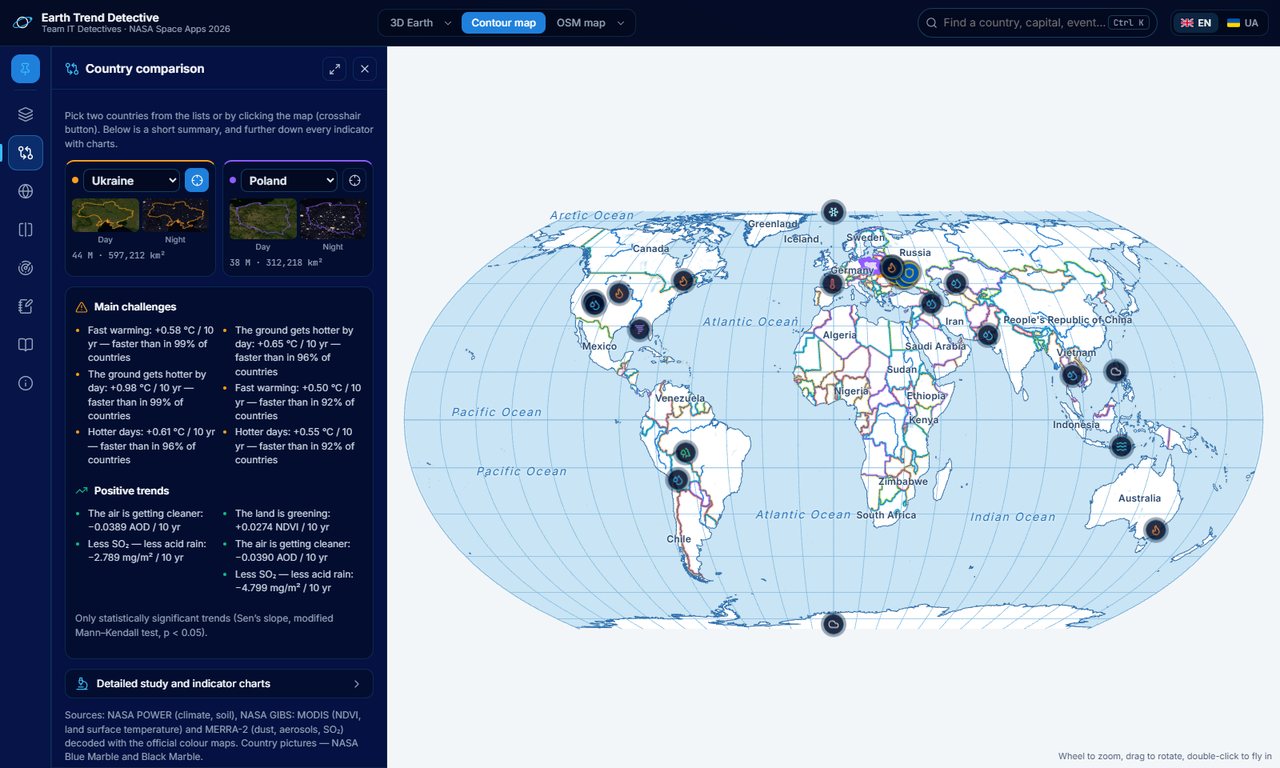 Earth Trend Detective
Team IT Detectives · NASA Space Apps 2026
3D Earth
Contour map
OSM map
Find a country, capital, event...
Ctrl K
EN
UA
Country comparison
Pick two countries from the lists or by clicking the map (crosshair
button). Below is a short summary, and further down every indicator
with charts.
Ukraine
Day
Night
44 M · 597,212 km²
Poland
Day
Night
38 M · 312,218 km²
Main challenges
Fast warming: +0.58 °C / 10
yr — faster than in 99% of
countries
The ground gets hotter by
day: +0.98 °C / 10 yr —
faster than in 99% of
countries
Hotter days: +0.61 °C / 10 yr
— faster than in 96% of
countries
The ground gets hotter by
day: +0.65 °C / 10 yr —
faster than in 96% of
countries
Fast warming: +0.50 °C / 10
yr — faster than in 92% of
countries
Hotter days: +0.55 °C / 10
yr — faster than in 92% of
countries
Positive trends
The air is getting cleaner:
−0.0389 AOD / 10 yr
Less SO₂ — less acid rain:
−2.789 mg/m² / 10 yr
The land is greening:
+0.0274 NDVI / 10 yr
The air is getting cleaner:
−0.0390 AOD / 10 yr
Less SO₂ — less acid rain:
−4.799 mg/m² / 10 yr
Only statistically significant trends (Sen's slope, modified
Mann–Kendall test, p < 0.05).
Detailed study and indicator charts
Sources: NASA POWER (climate, soil), NASA GIBS: MODIS (NDVI,
land surface temperature) and MERRA-2 (dust, aerosols, SO₂)
decoded with the official colour maps. Country pictures — NASA
Blue Marble and Black Marble.
Arctic Ocean
Greenland
Iceland
Sweden
Canada
Russia
Germany
Atlantic Ocean
Iran
People's Republic of China
Mexico
Algeria
Saudi Arabia
Vietnam
Sudan
Venezuela
Nigeria
Ethiopia
Pacific Ocean
Kenya
Indonesia
Pacific Ocean
Zimbabwe
Australia
Atlantic Ocean
South Africa
Indian Ocean
Chile
Wheel to zoom, drag to rotate, double-click to fly in